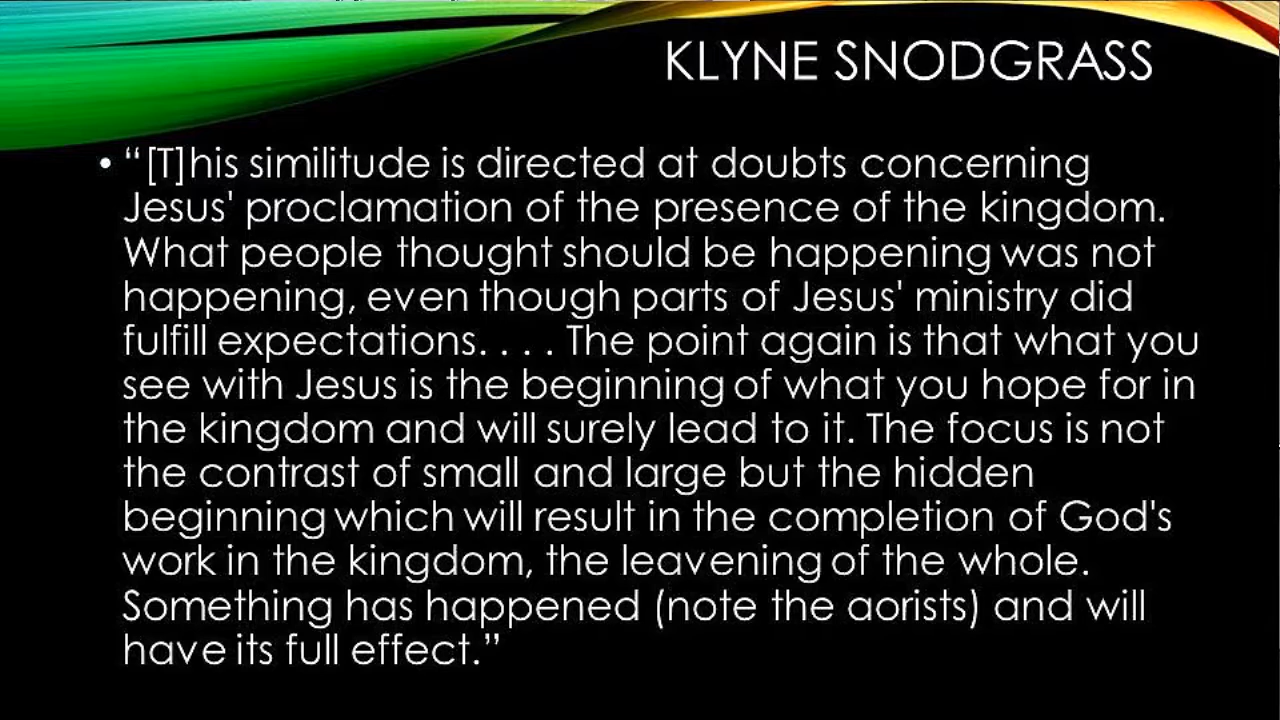 KLYNE SNODGRASS
• “[T]his similitude is directed at doubts concerning
Jesus' proclamation of the presence of the kingdom.
What people thought should be happening was not
happening, even though parts of Jesus' ministry did
fulfill expectations. . . . The point again is that what you
see with Jesus is the beginning of what you hope for in
the kingdom and will surely lead to it. The focus is not
the contrast of small and large but the hidden
beginning which will result in the completion of God's
work in the kingdom, the leavening of the whole.
Something has happened (note the aorists) and will
have its full effect.”